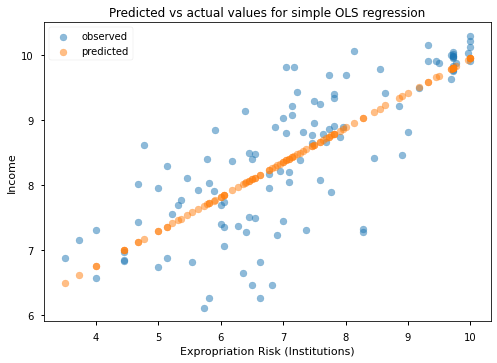 Predicted vs actual values for simple OLS regression
observed
predicted
Income
10
9
8
7
6
4 5 6 7 8 9 10
Expropriation Risk (Institutions)